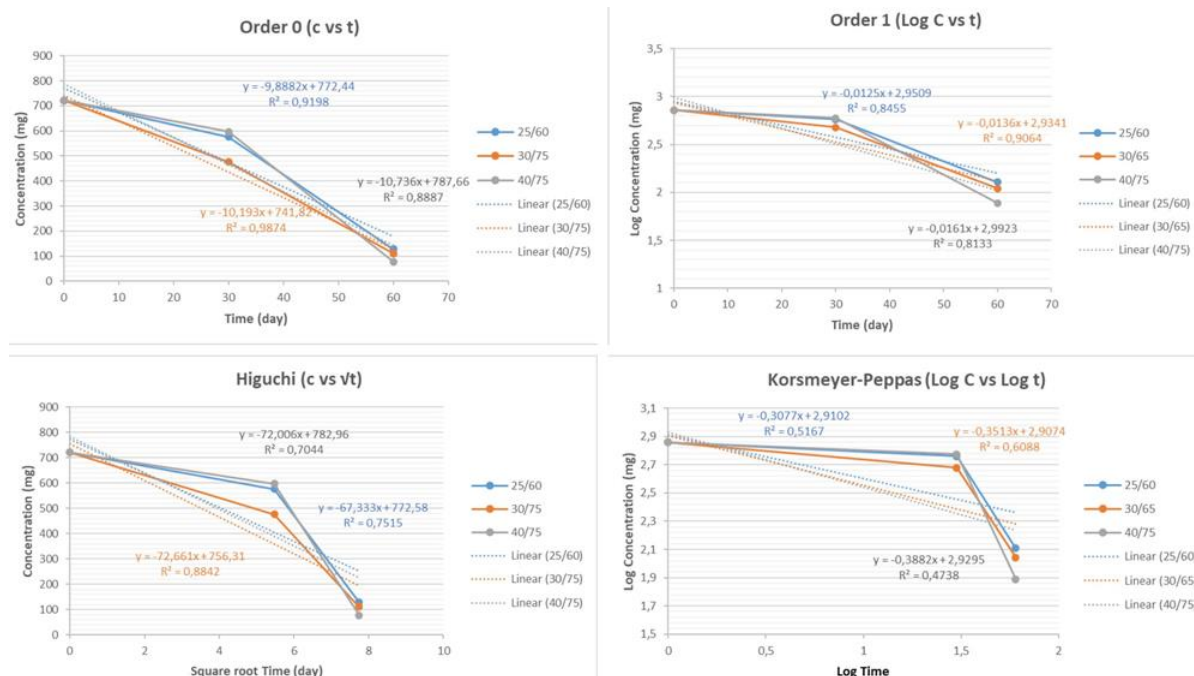 Order 0 (c vs t)
Concentration (mg)
900
800
700
600
500
400
300
200
100
0
y = -9,8882x + 772,44
R² = 0,9198
y = -10,736x + 787,66
R² = 0,8887
y = -10,193x + 741,82
R² = 0,9874
0 10 20 30 40 50 60 70
Time (day)
25/60
30/75
40/75
Linear (25/60)
Linear (30/75)
Linear (40/75)
Order 1 (Log C vs t)
Log Concentration (mg)
3,5
3
2,5
2
1,5
1
y = -0,0125x + 2,9509
R² = 0,8455
y = -0,0136x + 2,9341
R² = 0,9064
y = -0,0161x + 2,9923
R² = 0,8133
0 10 20 30 40 50 60 70
Time (day)
25/60
30/65
40/75
Linear (25/60)
Linear (30/65)
Linear (40/75)
Higuchi (c vs √t)
Concentration (mg)
900
800
700
600
500
400
300
200
100
0
y = -72,006x + 782,96
R² = 0,7044
y = -67,333x + 772,58
R² = 0,7515
y = -72,661x + 756,31
R² = 0,8842
0 2 4 6 8 10
Square root Time (day)
25/60
30/75
40/75
Linear (25/60)
Linear (30/75)
Linear (40/75)
Korsmeyer-Peppas (Log C vs Log t)
Log Concentration (mg)
3,1
2,9
2,7
2,5
2,3
2,1
1,9
1,7
1,5
y = -0,3077x + 2,9102
R² = 0,5167
y = -0,3513x + 2,9074
R² = 0,6088
y = -0,3882x + 2,9295
R² = 0,4738
0 0,5 1 1,5 2
Log Time
25/60
30/65
40/75
Linear (25/60)
Linear (30/65)
Linear (40/75)